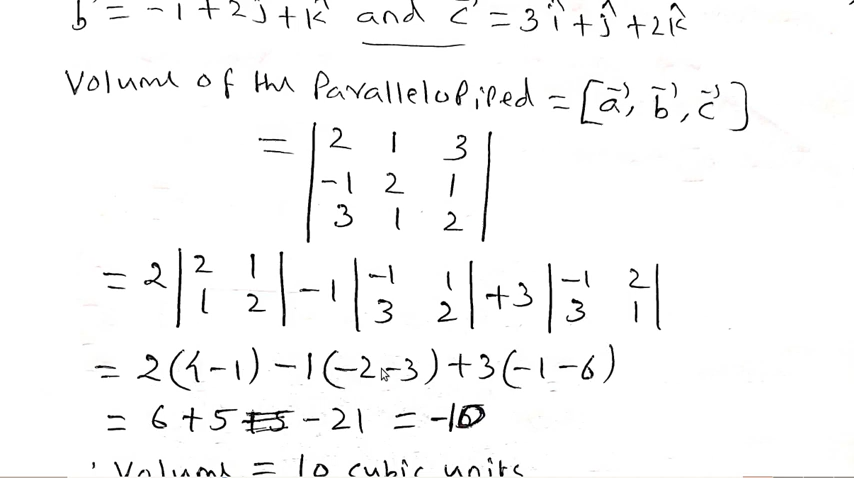 b⃗ = -î + 2ĵ + k̂ and c⃗ = 3î + ĵ + 2k̂
Volume of the Parallelopiped = [a⃗, b⃗, c⃗]
= | 2 1 3 |
| -1 2 1 |
| 3 1 2 |
= 2 | 2 1 | - 1 | -1 1 | + 3 | -1 2 |
| 1 2 | | 3 2 | | 3 1 |
= 2(4-1) - 1(-2-3) + 3(-1-6)
= 6 + 5 - 21 = -10
Volume = 10 cubic units